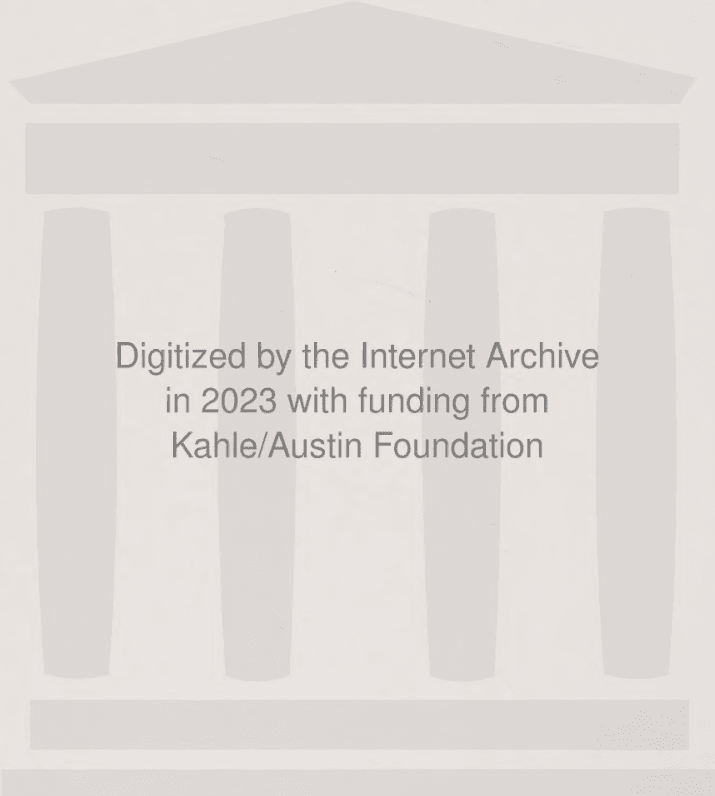 Digitized by the Internet Archive
in 2023 with funding from
Kahle/Austin Foundation